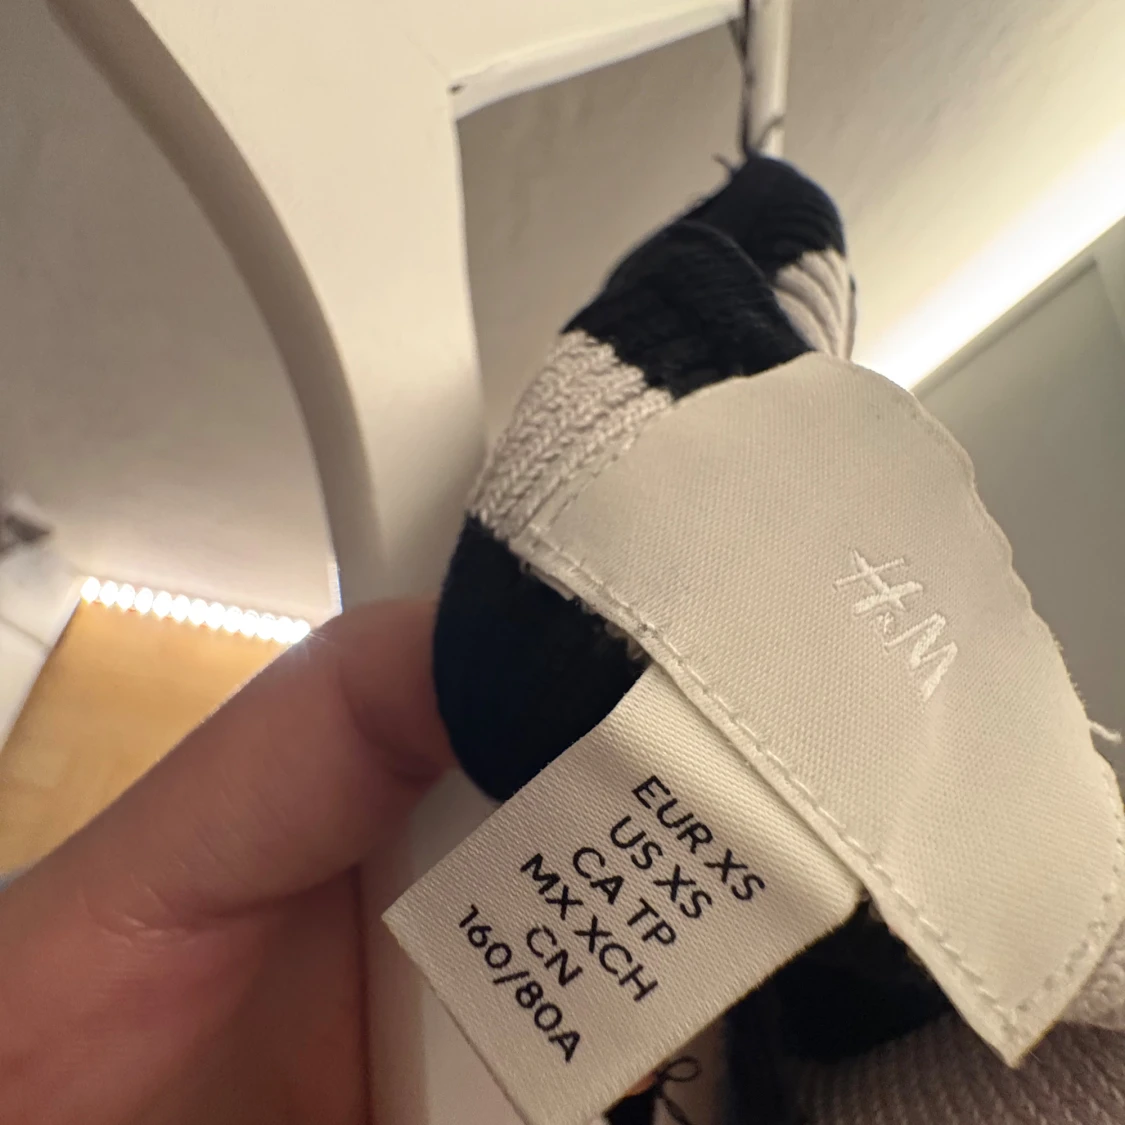 H&M
EUR XS
US XS
CA TP
MX XCH
CN
160/80A